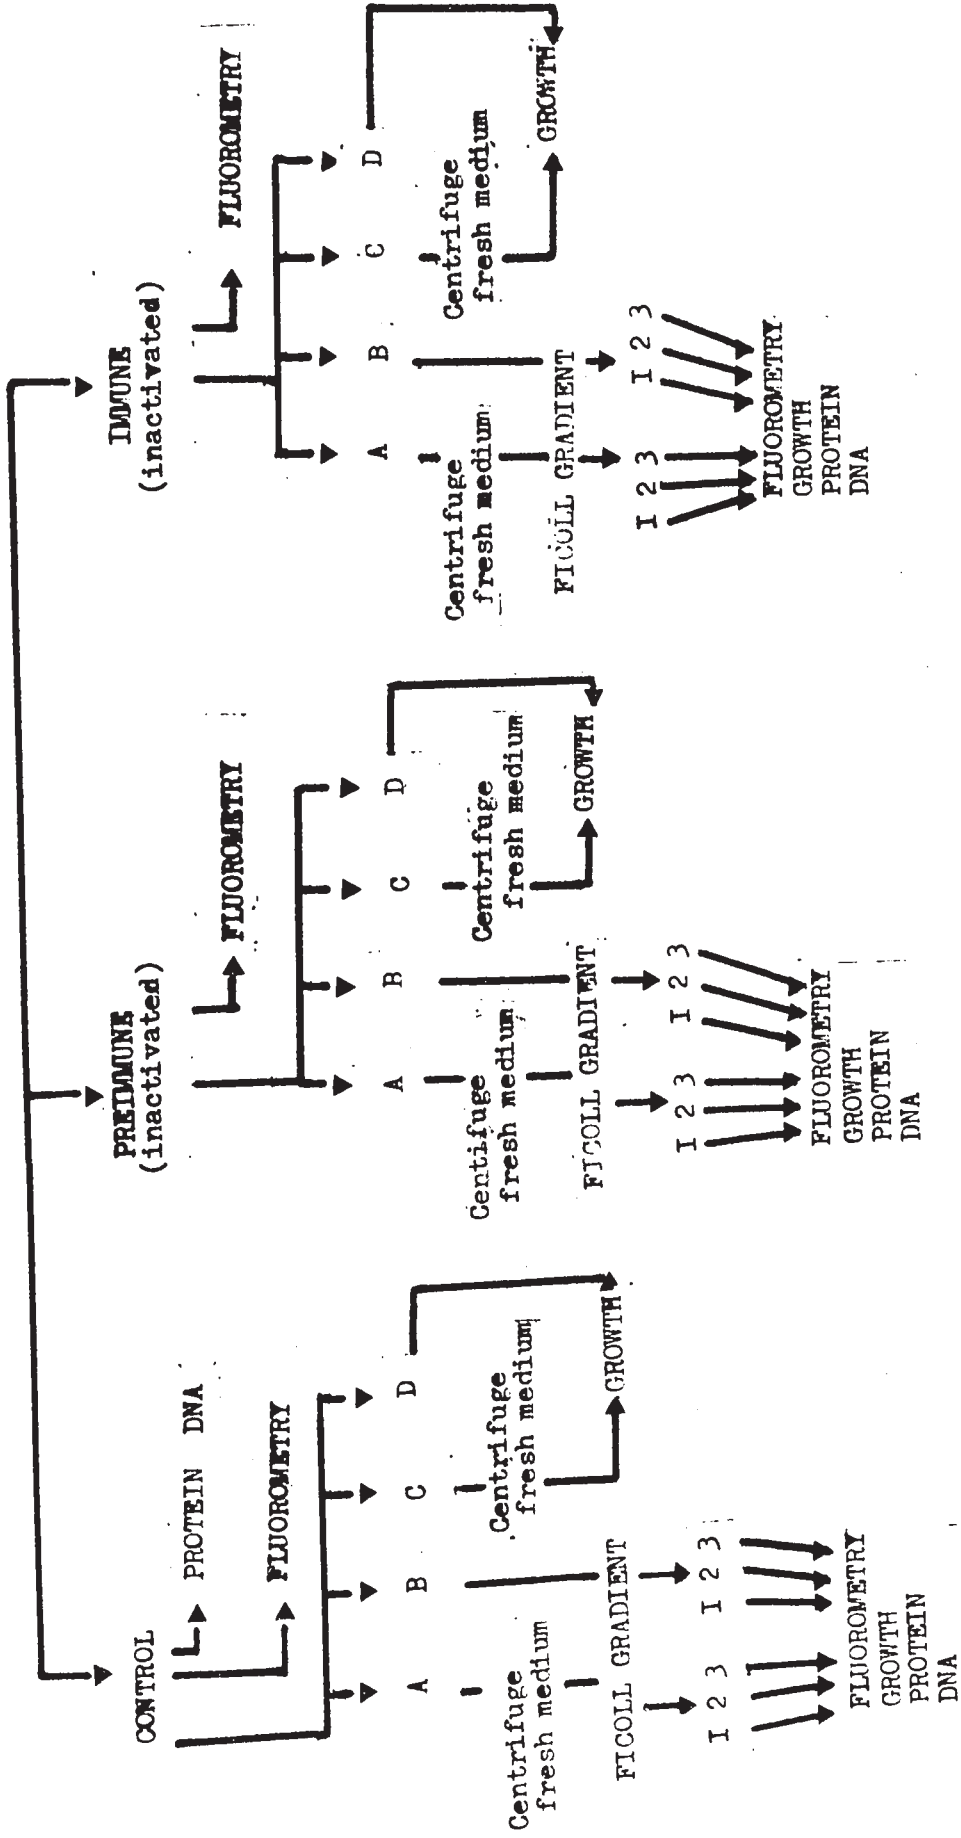 CONTROL
PROTEIN DNA
FLUOROMETRY
A B C D
Centrifuge
fresh medium
Centrifuge
fresh medium
FICOLL GRADIENT
GROWTH
I 2 3 I 2 3
FLUOROMETRY
GROWTH
PROTEIN
DNA
PREIMMUNE
(inactivated)
FLUOROMETRY
A B C D
Centifuge
fresh medium
Centrifuge
fresh medium
FICOLL GRADIENT
GROWTH
I 2 3 I 2 3
FLUOROMETRY
GROWTH
PROTEIN
DNA
IMMUNE
(inactivated)
FLUOROMETRY
A B C D
Centrifuge
fresh medium
Centrifuge
fresh medium
FICOLL GRADIENT
GROWTH
I 2 3 I 2 3
FLUOROMETRY
GROWTH
PROTEIN
DNA